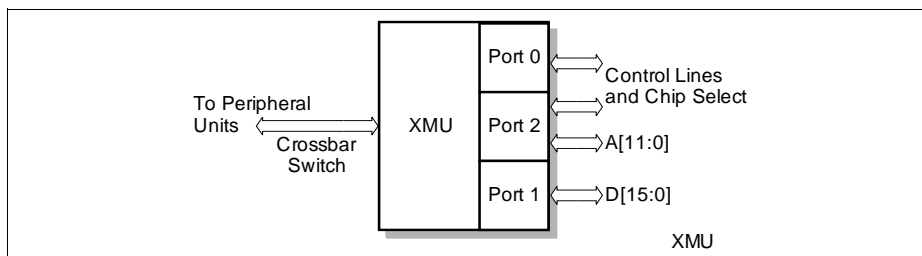 To Peripheral
Units
Crossbar
Switch
XMU
Port 0
Port 2
Port 1
Control Lines
and Chip Select
A[11:0]
D[15:0]
XMU